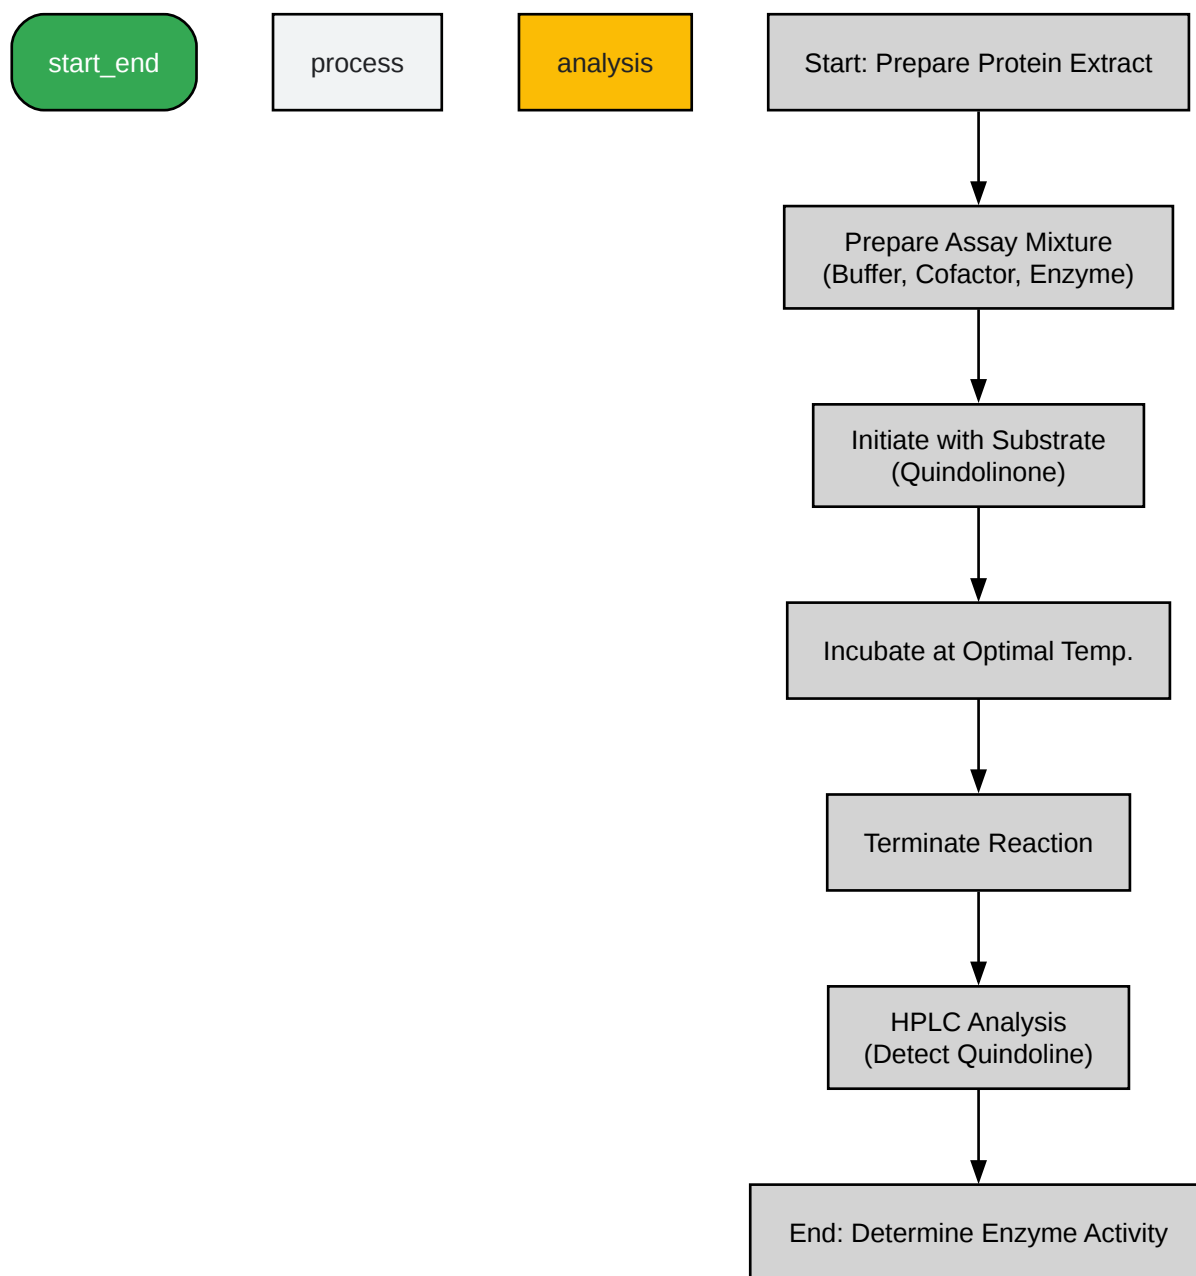 start_end
process
analysis
Start: Prepare Protein Extract
Prepare Assay Mixture
(Buffer, Cofactor, Enzyme)
Initiate with Substrate
(Quindolinone)
Incubate at Optimal Temp.
Terminate Reaction
HPLC Analysis
(Detect Quindoline)
End: Determine Enzyme Activity